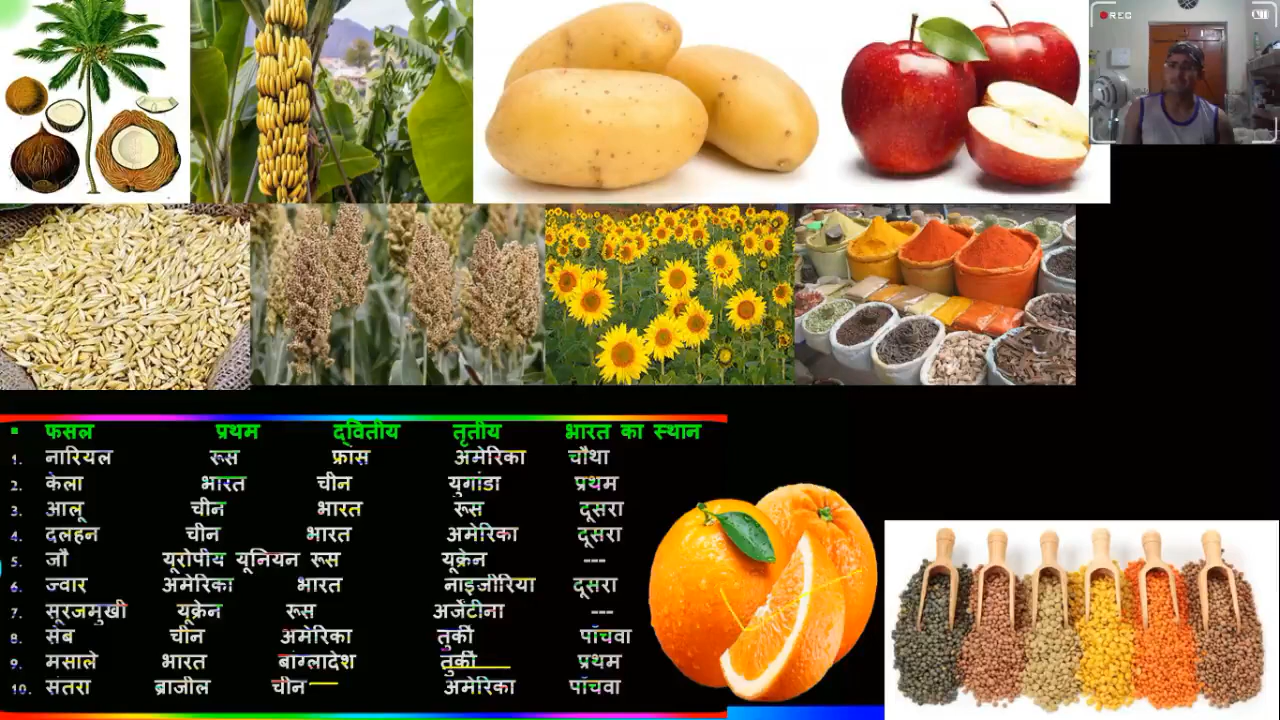 REC
▪ फसल प्रथम द्वितीय तृतीय भारत का स्थान
1. नारियल रूस फ्रांस अमेरिका चौथा
2. केला भारत चीन युगांडा प्रथम
3. आलू चीन भारत रूस दूसरा
4. दलहन चीन भारत अमेरिका दूसरा
5. जौ यूरोपीय यूनियन रूस यूक्रेन ---
6. ज्वार अमेरिका भारत नाइजीरिया दूसरा
7. सूरजमुखी यूक्रेन रूस अर्जेंटीना ---
8. सेब चीन अमेरिका तुर्की पाँचवा
9. मसाले भारत बांग्लादेश तुर्की प्रथम
10. संतरा ब्राजील चीन अमेरिका पाँचवा